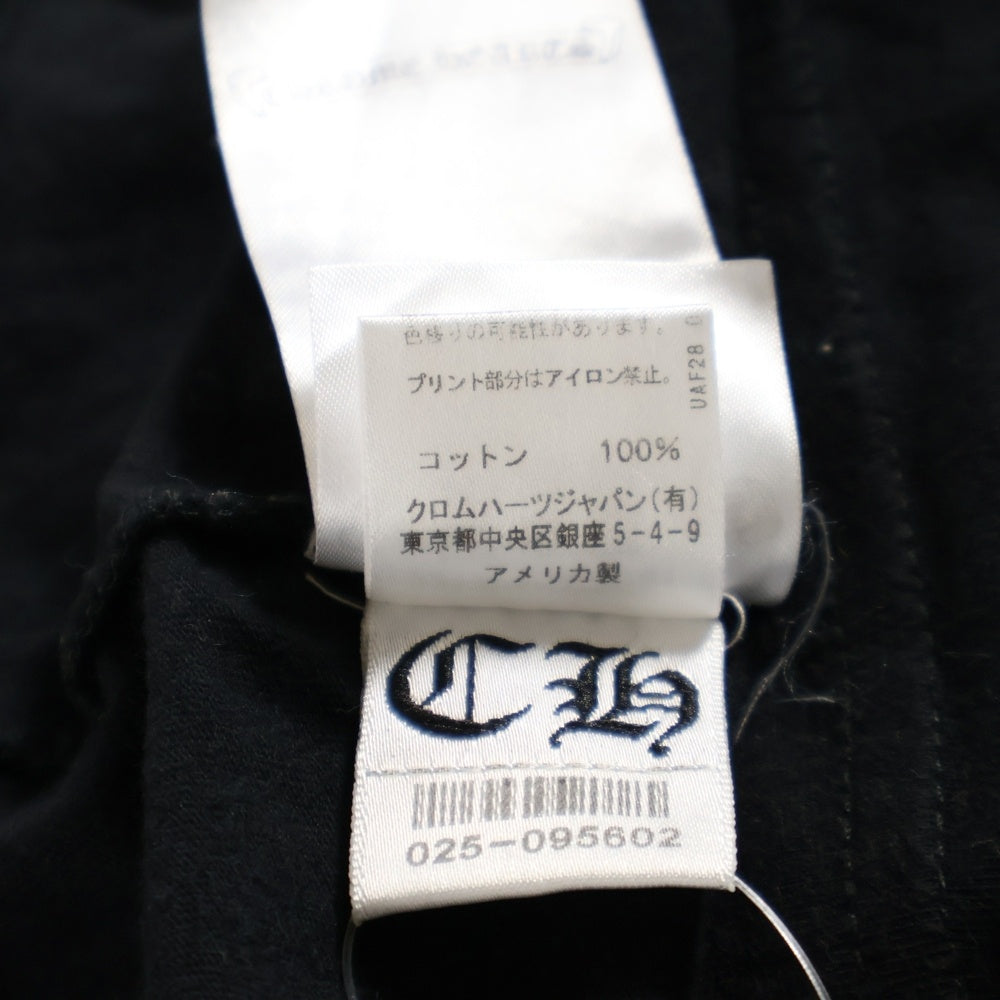 色移りの可能性があります。
プリント部分はアイロン禁止。
UAF28
コットン 100%
クロムハーツジャパン(有)
東京都中央区銀座5-4-9
アメリカ製
CH
025-095602